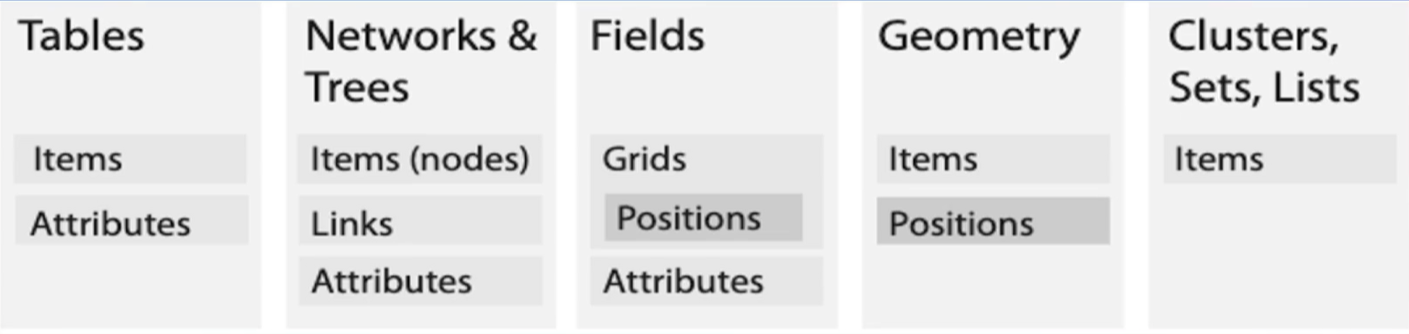 Tables
Items
Attributes
Networks &
Trees
Items (nodes)
Links
Attributes
Fields
Grids
Positions
Attributes
Geometry
Items
Positions
Clusters,
Sets, Lists
Items